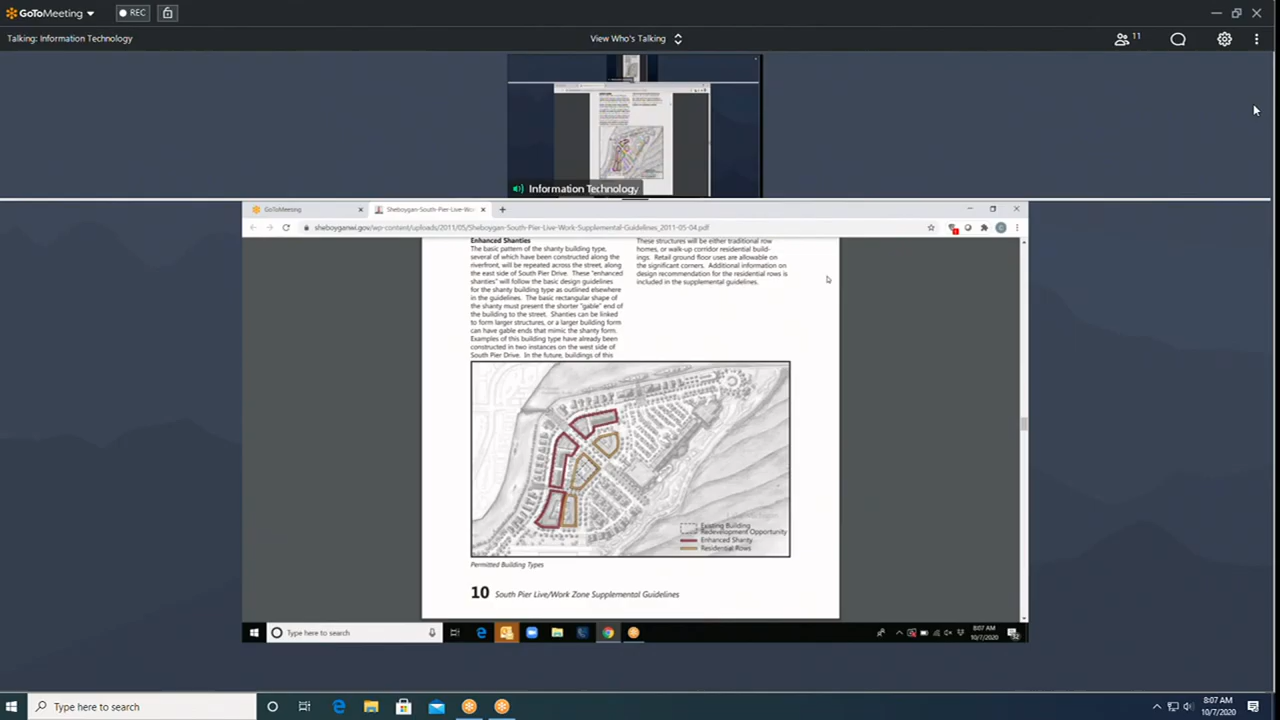 GoToMeeting
REC
Talking: Information Technology
View Who's Talking
11
Information Technology
GoToMeeting
Sheboygan-South-Pier-Live-Wo
sheboyganwi.gov/wp-content/uploads/2011/05/Sheboygan-South-Pier-Live-Work-Supplemental-Guidelines_2011-05-04.pdf
Enhanced Shanties
The basic pattern of the shanty building type,
several of which have been constructed along the
riverfront, will be repeated across the street, along
the east side of South Pier Drive. These "enhanced
shanties" will follow the basic design guidelines
for the shanty building type as outlined elsewhere
in the guidelines. The basic rectangular shape of
the shanty must present the shorter "gable" end of
the building to the street. Shanties can be linked
to form larger structures, or a larger building form
can have gable ends that mimic the shanty form.
Examples of this building type have already been
constructed in two instances on the west side of
South Pier Drive. In the future, buildings of this
These structures will be either traditional row
homes, or walk-up corridor residential build-
ings. Retail ground floor uses are allowable on
the significant corners. Additional information on
design recommendation for the residential rows is
included in the supplemental guidelines.
Existing Building
Redevelopment Opportunity
Enhanced Shanty
Residential Rows
Permitted Building Types
10 South Pier Live/Work Zone Supplemental Guidelines
Type here to search
8:07 AM
10/7/2020
Type here to search
8:07 AM
10/7/2020